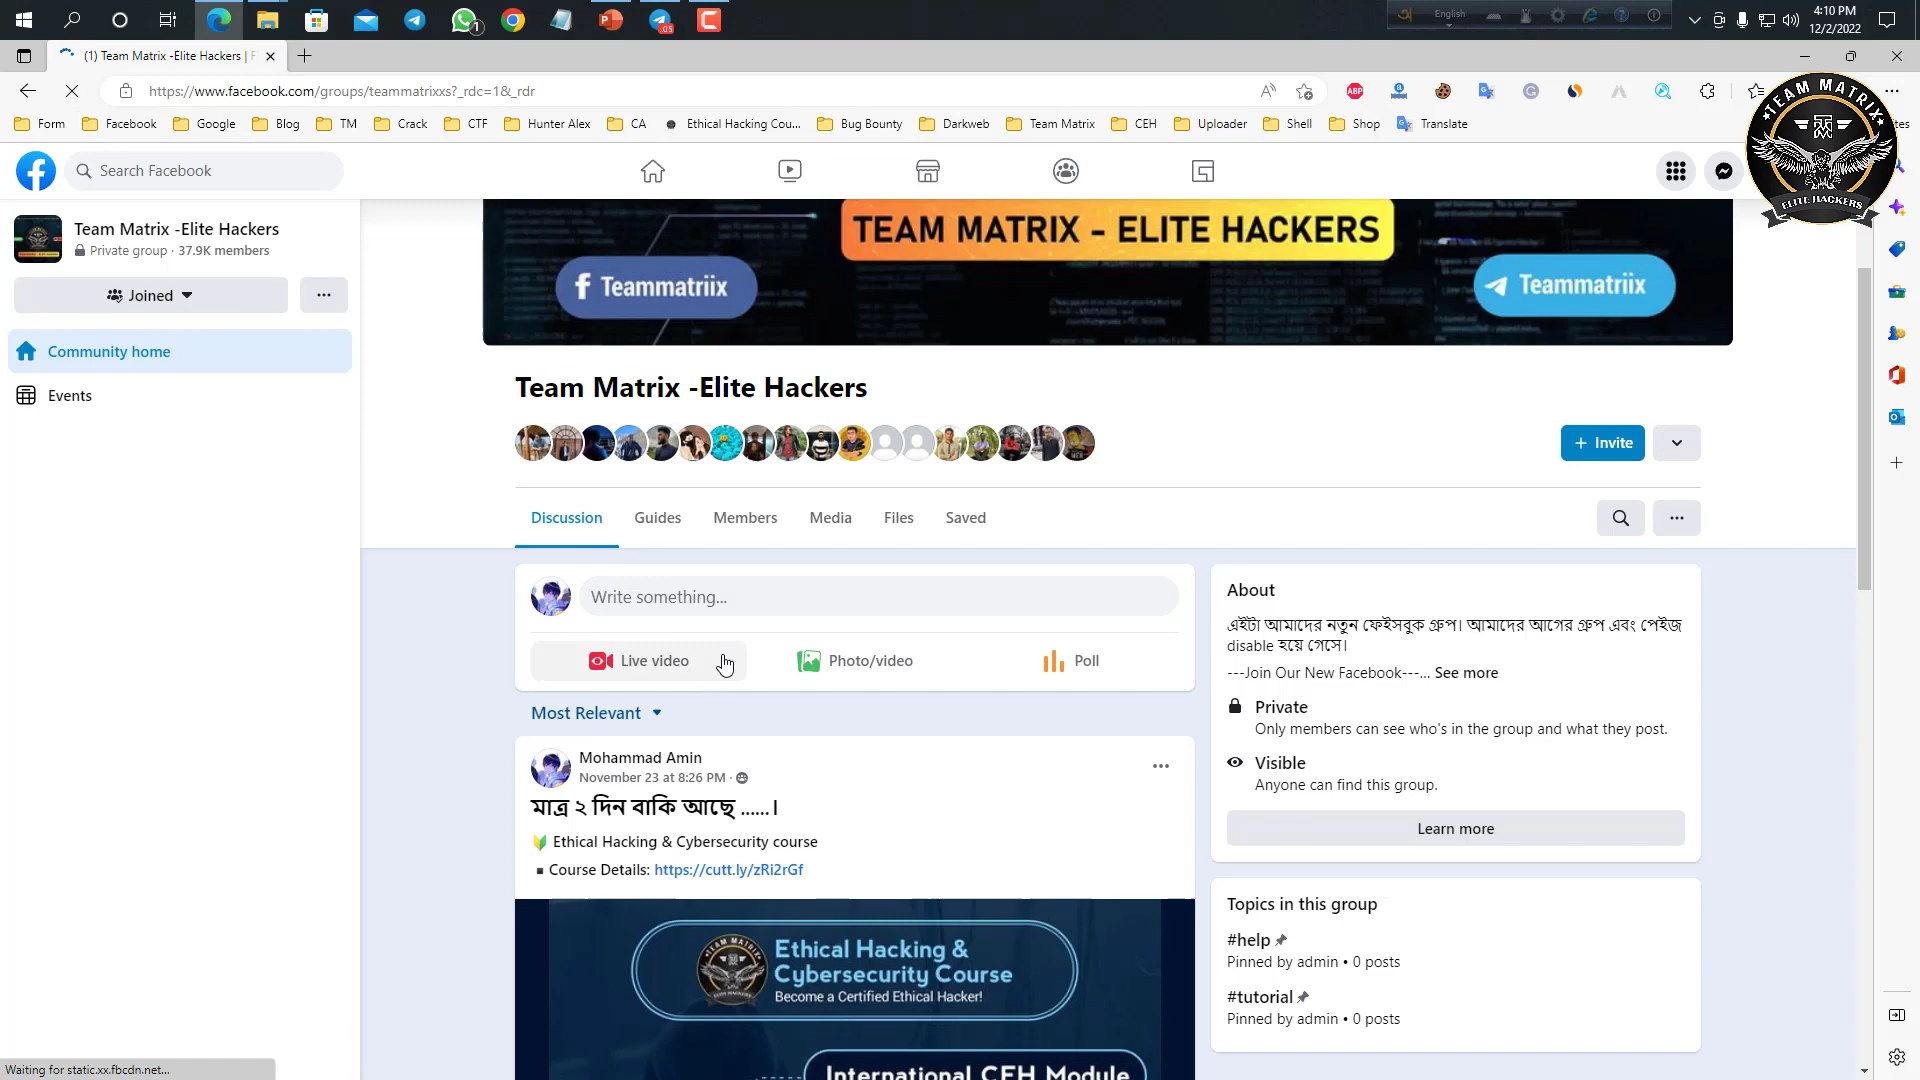 English
4:10 PM
12/2/2022
(1) Team Matrix -Elite Hackers | F
https://www.facebook.com/groups/teammatrixxs?_rdc=1&_rdr
Form Facebook Google Blog TM Crack CTF Hunter Alex CA Ethical Hacking Cou... Bug Bounty Darkweb Team Matrix CEH Uploader Shell Shop Translate
TEAM MATRIX
ELITE HACKERS
Search Facebook
Team Matrix -Elite Hackers
Private group · 37.9K members
Joined
Community home
Events
TEAM MATRIX - ELITE HACKERS
Teammatriix
Teammatriix
Team Matrix -Elite Hackers
+ Invite
Discussion Guides Members Media Files Saved
Write something...
Live video Photo/video Poll
Most Relevant
Mohammad Amin
November 23 at 8:26 PM ·
মাত্র ২ দিন বাকি আছে ......।
Ethical Hacking & Cybersecurity course
Course Details: https://cutt.ly/zRi2rGf
TEAM MATRIX
Ethical Hacking &
Cybersecurity Course
Become a Certified Ethical Hacker!
International CEH Module
About
এইটা আমাদের নতুন ফেইসবুক গ্রুপ। আমাদের আগের গ্রুপ এবং পেইজ
disable হয়ে গেসে।
---Join Our New Facebook---... See more
Private
Only members can see who's in the group and what they post.
Visible
Anyone can find this group.
Learn more
Topics in this group
#help
Pinned by admin • 0 posts
#tutorial
Pinned by admin • 0 posts
Waiting for static.xx.fbcdn.net...